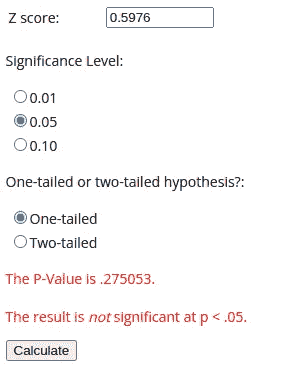 Z score: 0.5976
Significance Level:
0.01
0.05
0.10
One-tailed or two-tailed hypothesis?:
One-tailed
Two-tailed
The P-Value is .275053.
The result is not significant at p < .05.
Calculate